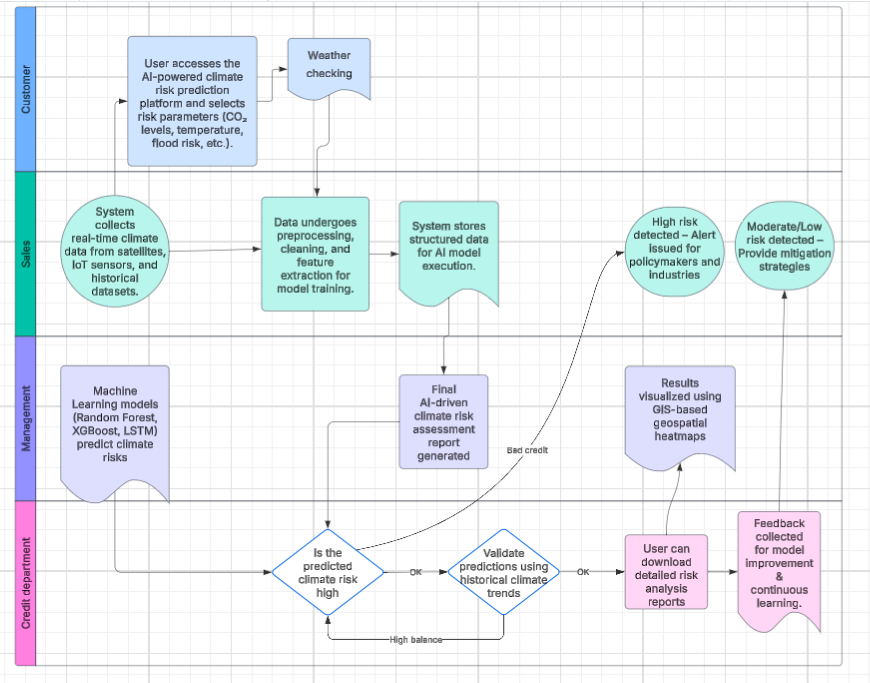 Customer
User accesses the
AI-powered climate
risk prediction
platform and selects
risk parameters (CO₂
levels, temperature,
flood risk, etc.).
Weather
checking
Sales
System
collects
real-time climate
data from satellites,
IoT sensors, and
historical
datasets.
Data undergoes
preprocessing,
cleaning, and
feature
extraction for
model training.
System stores
structured data
for AI model
execution.
High risk
detected – Alert
issued for
policymakers and
industries
Moderate/Low
risk detected –
Provide mitigation
strategies
Management
Machine
Learning models
(Random Forest,
XGBoost, LSTM)
predict climate
risks
Final
AI-driven
climate risk
assessment
report
generated
Bad credit
Results
visualized using
GIS-based
geospatial
heatmaps
Credit department
Is the
predicted
climate risk
high
OK
Validate
predictions using
historical climate
trends
OK
High balance
User can
download
detailed risk
analysis
reports
Feedback
collected
for model
improvement
&
continuous
learning.